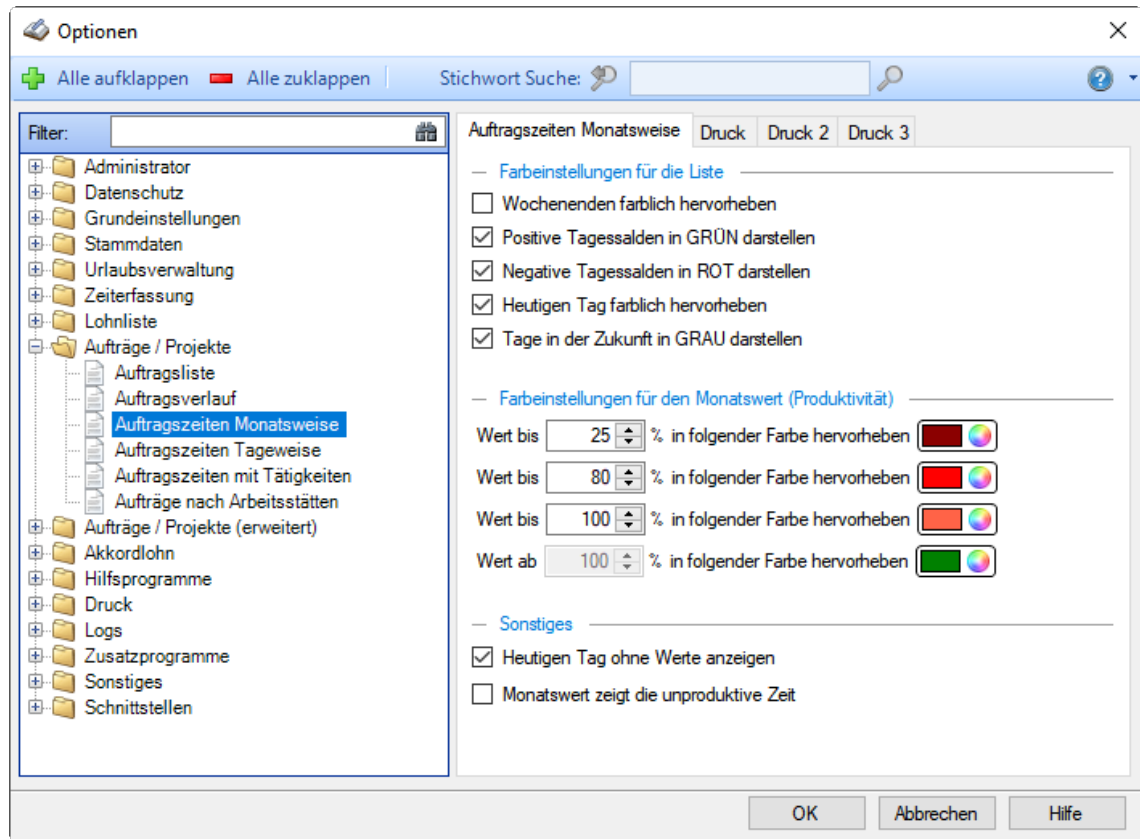 Optionen
Alle aufklappen Alle zuklappen Stichwort Suche:
Filter:
Administrator
Datenschutz
Grundeinstellungen
Stammdaten
Urlaubsverwaltung
Zeiterfassung
Lohnliste
Aufträge / Projekte
Auftragsliste
Auftragsverlauf
Auftragszeiten Monatsweise
Auftragszeiten Tageweise
Auftragszeiten mit Tätigkeiten
Aufträge nach Arbeitsstätten
Aufträge / Projekte (erweitert)
Akkordlohn
Hilfsprogramme
Druck
Logs
Zusatzprogramme
Sonstiges
Schnittstellen
Auftragszeiten Monatsweise Druck Druck 2 Druck 3
Farbeinstellungen für die Liste
Wochenenden farblich hervorheben
Positive Tagessalden in GRÜN darstellen
Negative Tagessalden in ROT darstellen
Heutigen Tag farblich hervorheben
Tage in der Zukunft in GRAU darstellen
Farbeinstellungen für den Monatswert (Produktivität)
Wert bis 25 % in folgender Farbe hervorheben
Wert bis 80 % in folgender Farbe hervorheben
Wert bis 100 % in folgender Farbe hervorheben
Wert ab 100 % in folgender Farbe hervorheben
Sonstiges
Heutigen Tag ohne Werte anzeigen
Monatswert zeigt die unproduktive Zeit
OK Abbrechen Hilfe